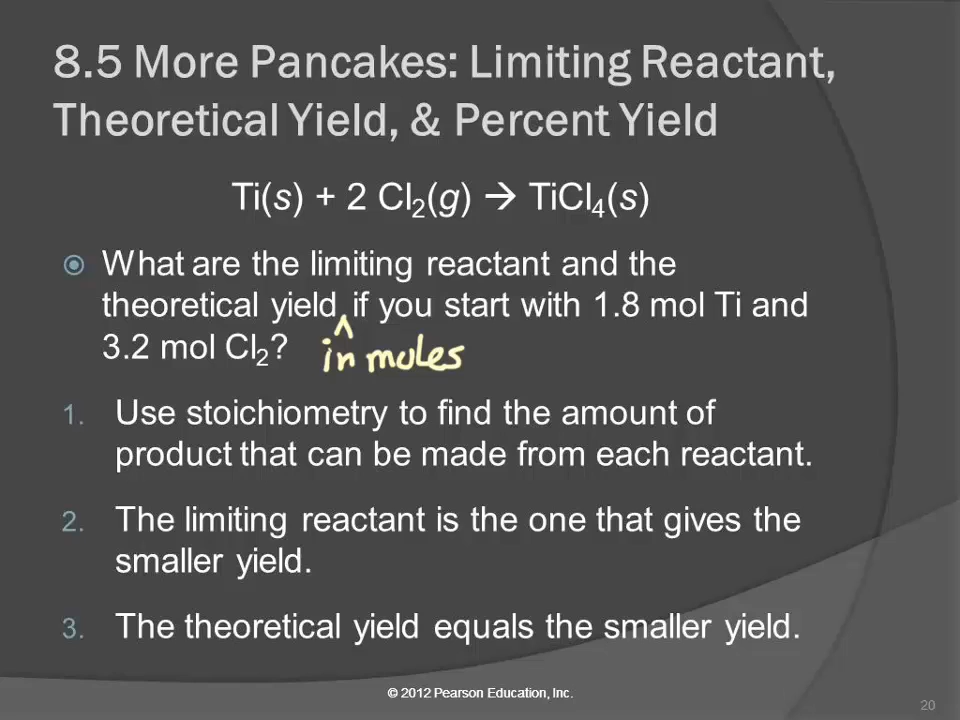 8.5 More Pancakes: Limiting Reactant,
Theoretical Yield, & Percent Yield
Ti(s) + 2 Cl₂(g) → TiCl₄(s)
What are the limiting reactant and the
theoretical yield ^ if you start with 1.8 mol Ti and
3.2 mol Cl₂? in moles
1. Use stoichiometry to find the amount of
product that can be made from each reactant.
2. The limiting reactant is the one that gives the
smaller yield.
3. The theoretical yield equals the smaller yield.
© 2012 Pearson Education, Inc.
20